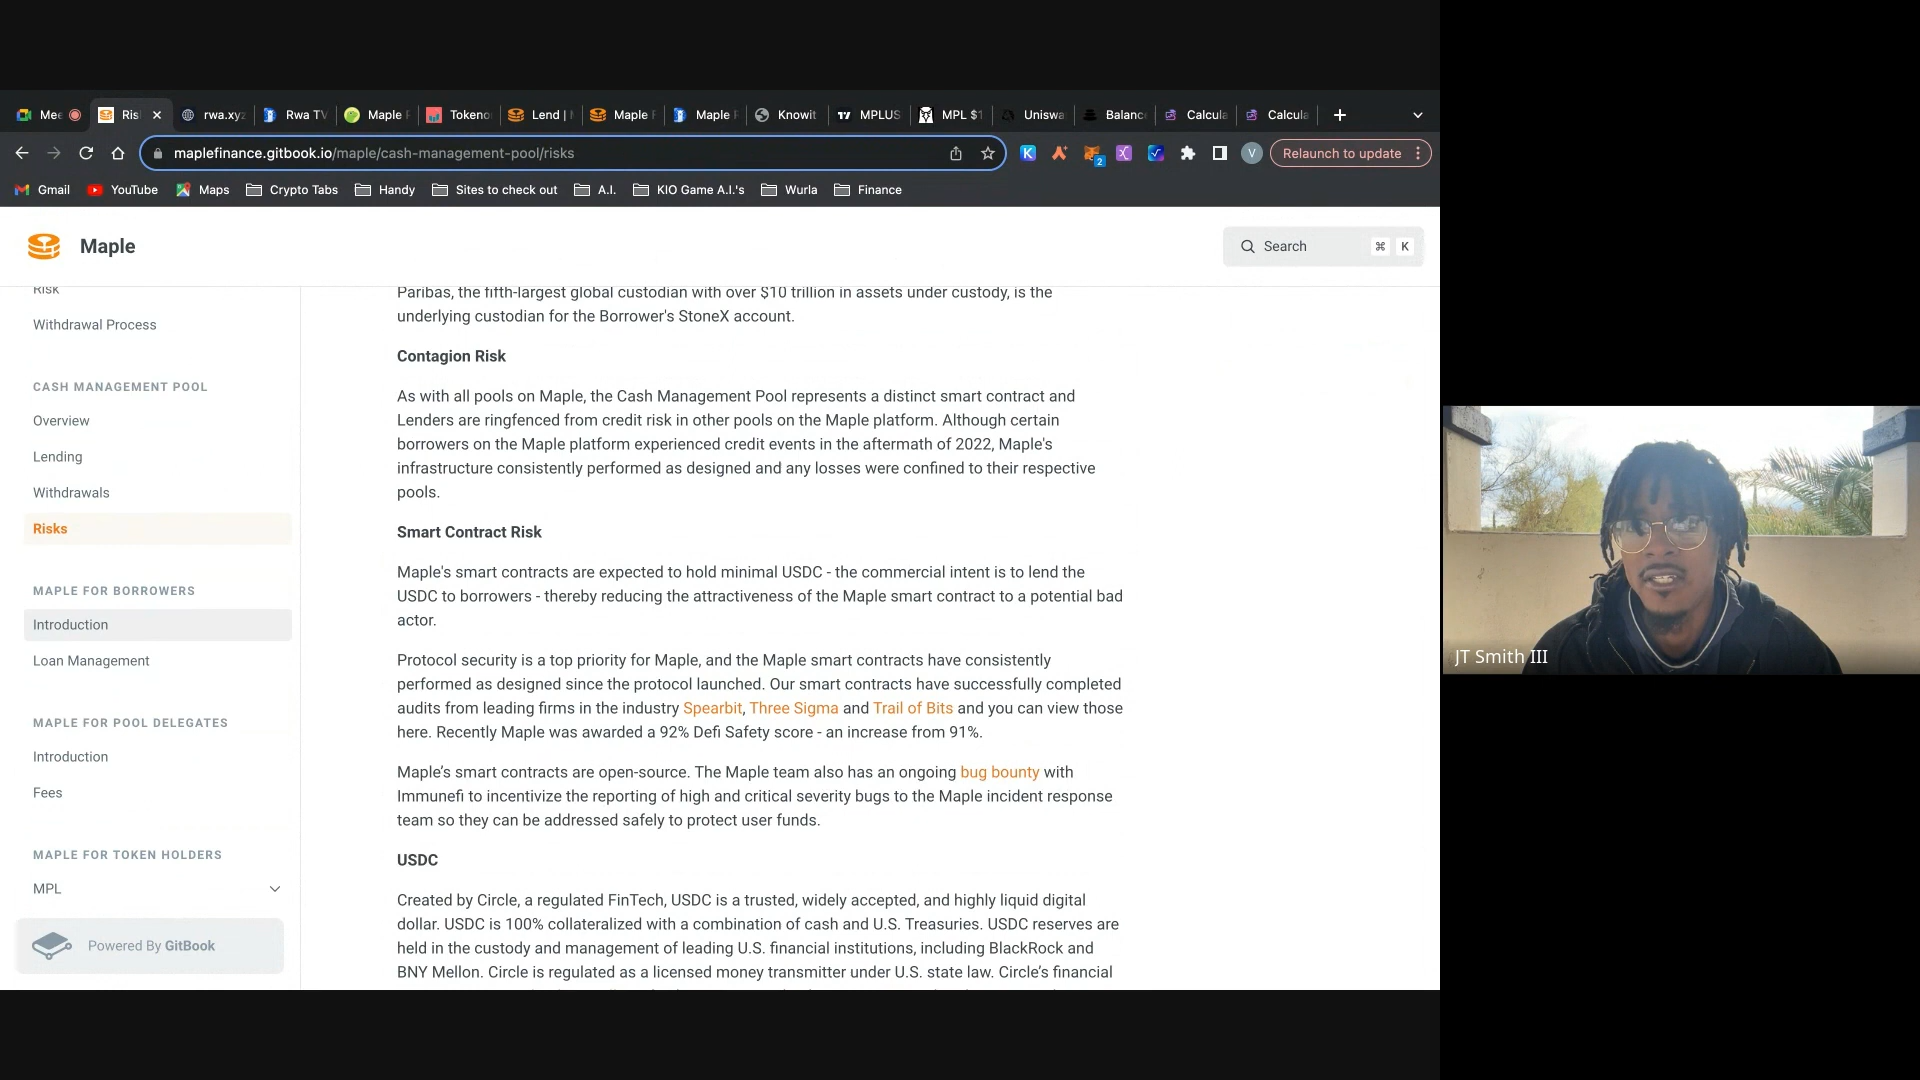 Mee
Ris
rwa.xyz
Rwa TV
Maple F
Tokeno
Lend |
Maple F
Maple
Knowit
MPLUS
MPL $1
Uniswa
Balanc
Calcula
Calcula
maplefinance.gitbook.io/maple/cash-management-pool/risks
2
V
Relaunch to update
Gmail
YouTube
Maps
Crypto Tabs
Handy
Sites to check out
A.I.
KIO Game A.I.'s
Wurla
Finance
Maple
Search
⌘
K
Risk
Withdrawal Process
CASH MANAGEMENT POOL
Overview
Lending
Withdrawals
Risks
MAPLE FOR BORROWERS
Introduction
Loan Management
MAPLE FOR POOL DELEGATES
Introduction
Fees
MAPLE FOR TOKEN HOLDERS
MPL
Powered By GitBook
Paribas, the fifth-largest global custodian with over $10 trillion in assets under custody, is the
underlying custodian for the Borrower's StoneX account.
Contagion Risk
As with all pools on Maple, the Cash Management Pool represents a distinct smart contract and
Lenders are ringfenced from credit risk in other pools on the Maple platform. Although certain
borrowers on the Maple platform experienced credit events in the aftermath of 2022, Maple's
infrastructure consistently performed as designed and any losses were confined to their respective
pools.
Smart Contract Risk
Maple's smart contracts are expected to hold minimal USDC - the commercial intent is to lend the
USDC to borrowers - thereby reducing the attractiveness of the Maple smart contract to a potential bad
actor.
Protocol security is a top priority for Maple, and the Maple smart contracts have consistently
performed as designed since the protocol launched. Our smart contracts have successfully completed
audits from leading firms in the industry Spearbit, Three Sigma and Trail of Bits and you can view those
here. Recently Maple was awarded a 92% Defi Safety score - an increase from 91%.
Maple’s smart contracts are open-source. The Maple team also has an ongoing bug bounty with
Immunefi to incentivize the reporting of high and critical severity bugs to the Maple incident response
team so they can be addressed safely to protect user funds.
USDC
Created by Circle, a regulated FinTech, USDC is a trusted, widely accepted, and highly liquid digital
dollar. USDC is 100% collateralized with a combination of cash and U.S. Treasuries. USDC reserves are
held in the custody and management of leading U.S. financial institutions, including BlackRock and
BNY Mellon. Circle is regulated as a licensed money transmitter under U.S. state law. Circle’s financial
JT Smith III